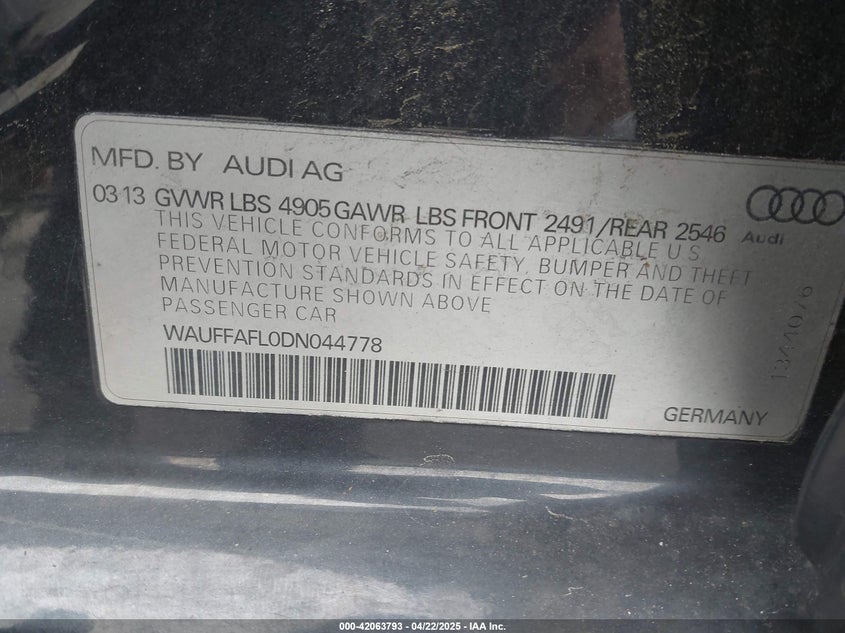 MFD. BY AUDI AG
03 13 GVWR LBS 4905 GAWR LBS FRONT 2491/REAR 2546
Audi
THIS VEHICLE CONFORMS TO ALL APPLICABLE U S
FEDERAL MOTOR VEHICLE SAFETY, BUMPER AND THEFT
PREVENTION STANDARDS IN EFFECT ON THE DATE OF
MANUFACTURE SHOWN ABOVE
PASSENGER CAR
WAUFFAFL0DN044778
GERMANY
000-42063793 - 04/22/2025 - IAA Inc.